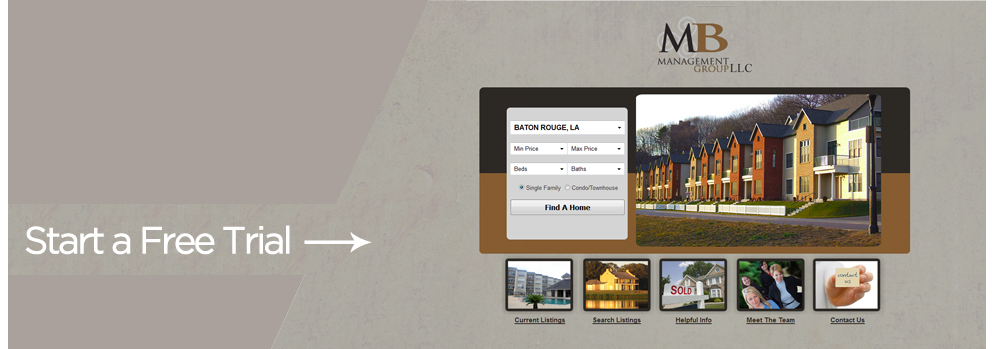 Start a Free Trial
MB
MANAGEMENT
GROUP LLC
BATON ROUGE, LA
Min Price
Max Price
Beds
Baths
Single Family
Condo/Townhouse
Find A Home
SOLD
contact
us
Current Listings
Search Listings
Helpful Info
Meet The Team
Contact Us